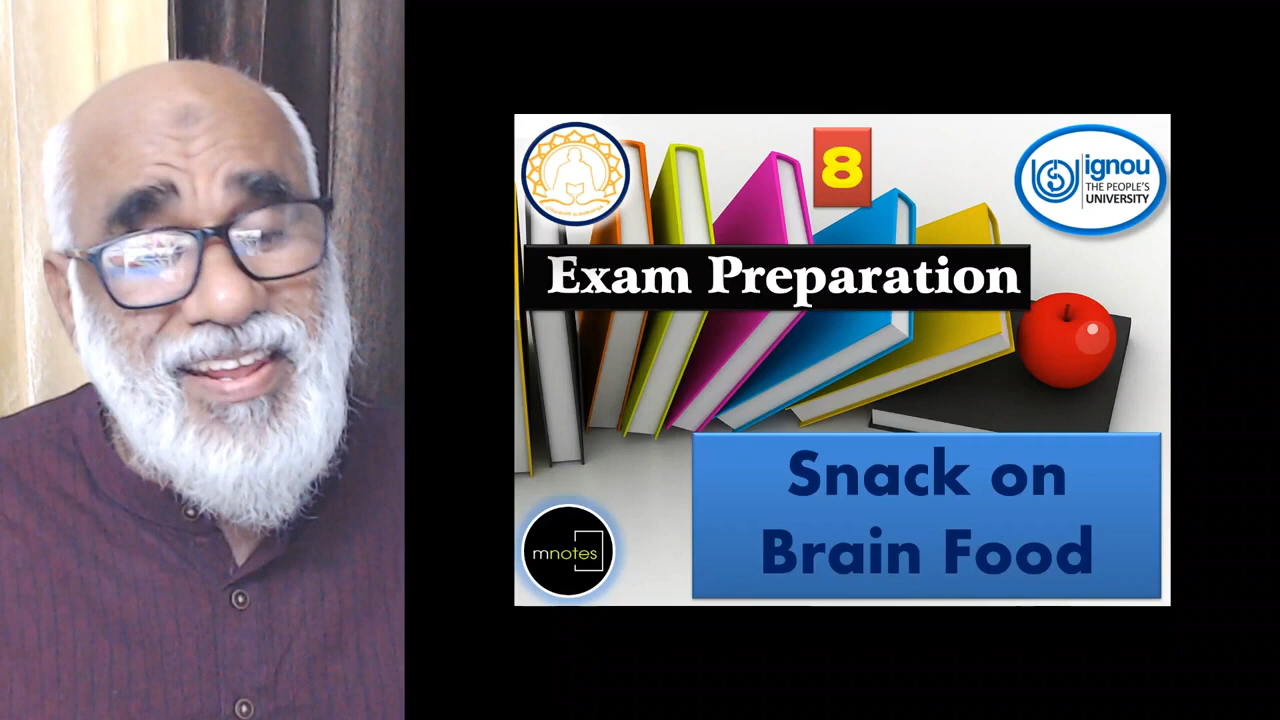 8
ignou
THE PEOPLE'S
UNIVERSITY
Exam Preparation
Snack on
Brain Food
mnotes